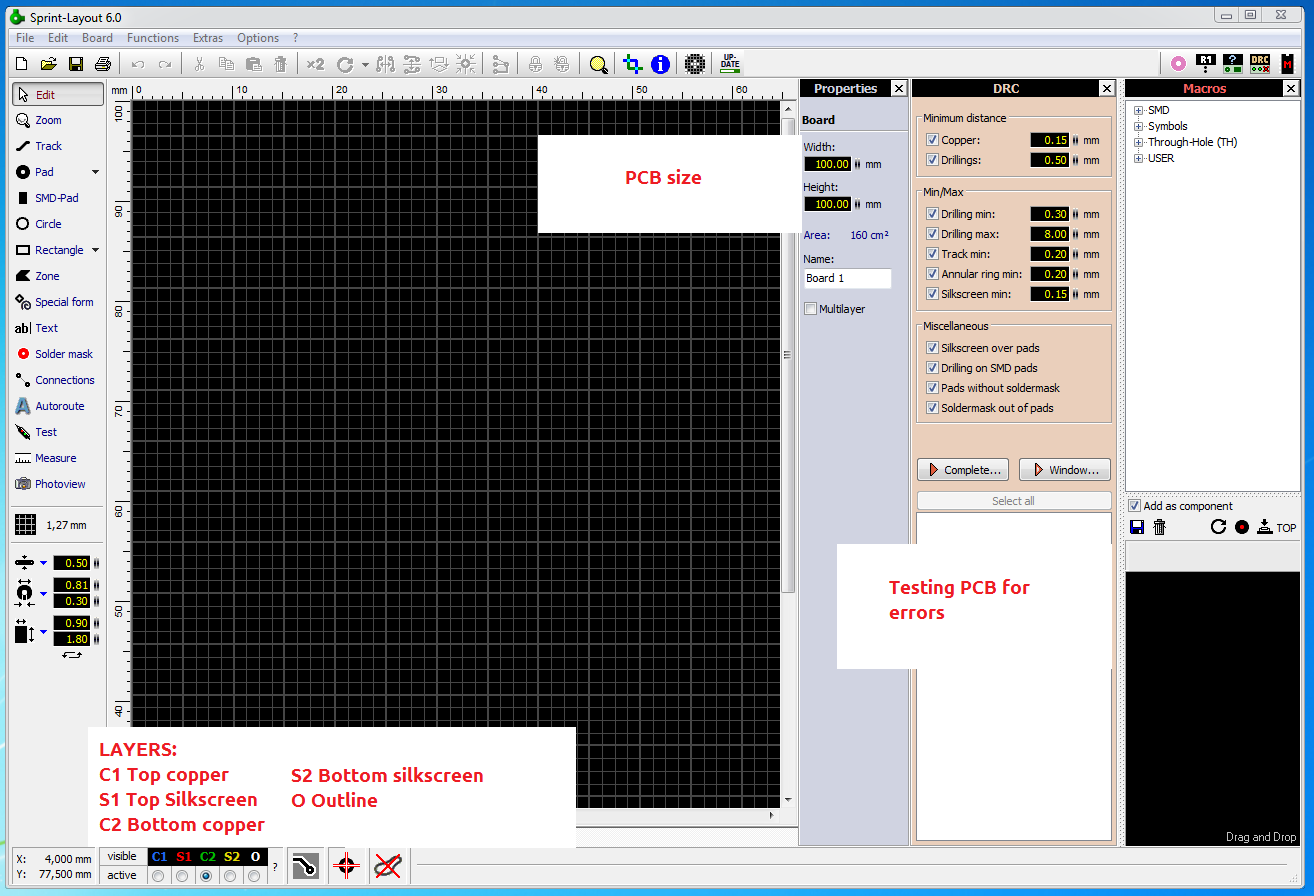 Sprint-Layout 6.0
File Edit Board Functions Extras Options ?
×2
UP-
DATE
R1
?
DRC
M
Edit
Zoom
Track
Pad
SMD-Pad
Circle
Rectangle
Zone
Special form
ab| Text
Solder mask
Connections
Autoroute
Test
Measure
Photoview
1,27 mm
0.50
0.81
0.30
0.90
1.80
mm 0 10 20 30 40 50 60
100
90
80
70
60
50
40
PCB size
LAYERS:
C1 Top copper
S1 Top Silkscreen
C2 Bottom copper
S2 Bottom silkscreen
O Outline
Properties
Board
Width:
100.00 mm
Height:
100.00 mm
Area: 160 cm²
Name:
Board 1
Multilayer
DRC
Minimum distance
Copper: 0.15 mm
Drillings: 0.50 mm
Min/Max
Drilling min: 0.30 mm
Drilling max: 8.00 mm
Track min: 0.20 mm
Annular ring min: 0.20 mm
Silkscreen min: 0.15 mm
Miscellaneous
Silkscreen over pads
Drilling on SMD pads
Pads without soldermask
Soldermask out of pads
Complete... Window...
Select all
Testing PCB for
errors
Macros
SMD
Symbols
Through-Hole (TH)
USER
Add as component
TOP
Drag and Drop
X: 4,000 mm
Y: 77,500 mm
visible C1 S1 C2 S2 O
active
?